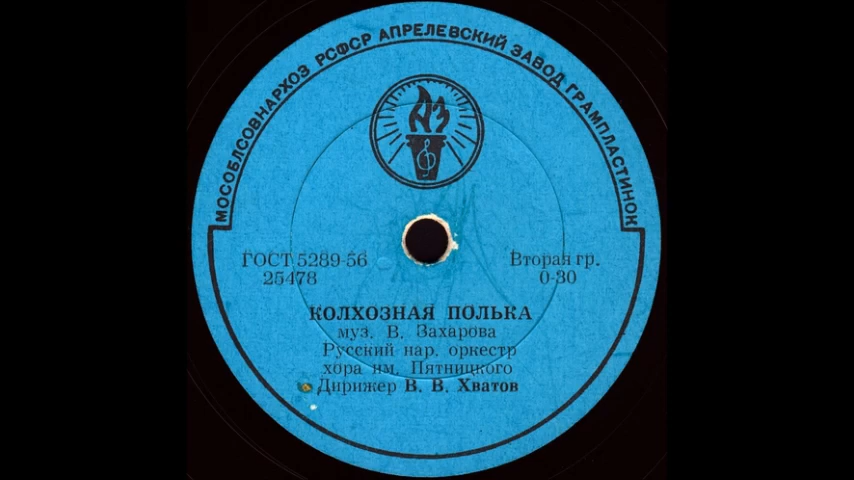 МОСОБЛСОВНАРХОЗ РСФСР АПРЕЛЕВСКИЙ ЗАВОД ГРАМПЛАСТИНОК
АЗ
ГОСТ 5289-56
25478
Вторая гр.
0-30
КОЛХОЗНАЯ ПОЛЬКА
муз. В. Захарова
Русский нар. оркестр
хора им. Пятницкого
Дирижер В. В. Хватов